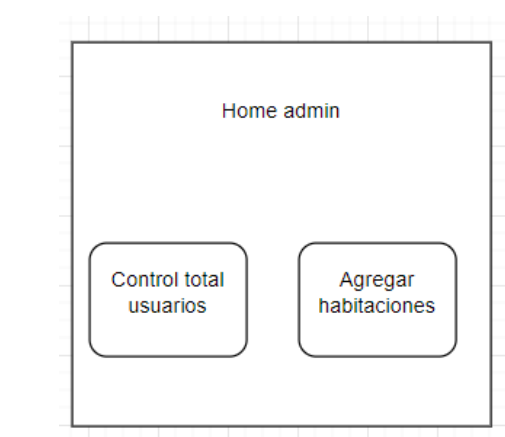 Home admin
Control total
usuarios
Agregar
habitaciones